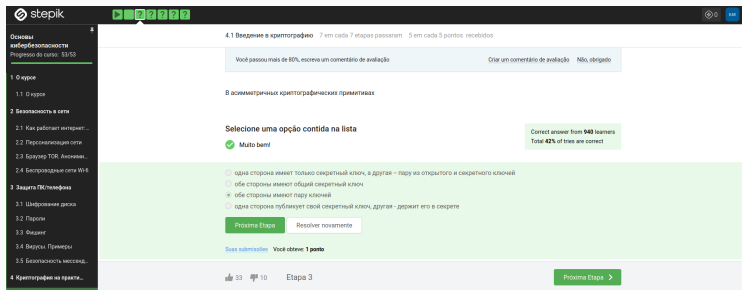 stepik
0
Основы
кибербезопасности
Progresso do curso: 53/53
1 О курсе
1.1 О курсе
2 Безопасность в сети
2.1 Как работает интернет:...
2.2 Персонализация сети
2.3 Браузер TOR. Аноними...
2.4 Беспроводные сети Wi-fi
3 Защита ПК/телефона
3.1 Шифрование диска
3.2 Пароли
3.3 Фишинг
3.4 Вирусы. Примеры
3.5 Безопасность мессенд...
4 Криптография на практи...
4.1 Введение в криптографию 7 em cada 7 etapas passaram 5 em cada 5 pontos recebidos
Você passou mais de 80%, escreva um comentário de avaliação Criar um comentário de avaliação Não, obrigado
В асимметричных криптографических примитивах
Selecione uma opção contida na lista
Muito bem!
Correct answer from 940 learners
Total 42% of tries are correct
одна сторона имеет только секретный ключ, а другая – пару из открытого и секретного ключей
обе стороны имеют общий секретный ключ
обе стороны имеют пару ключей
одна сторона публикует свой секретный ключ, другая - держит его в секрете
Próxima Etapa Resolver novamente
Suas submissões Você obteve: 1 ponto
33 10 Etapa 3 Próxima Etapa